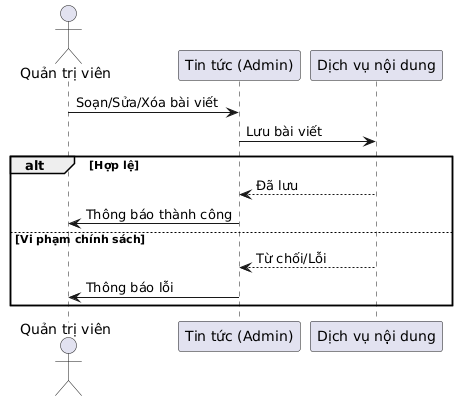 Quản trị viên
Tin tức (Admin)
Dịch vụ nội dung
Soạn/Sửa/Xóa bài viết
Lưu bài viết
alt
[Hợp lệ]
Đã lưu
Thông báo thành công
[Vi phạm chính sách]
Từ chối/Lỗi
Thông báo lỗi
Quản trị viên
Tin tức (Admin)
Dịch vụ nội dung